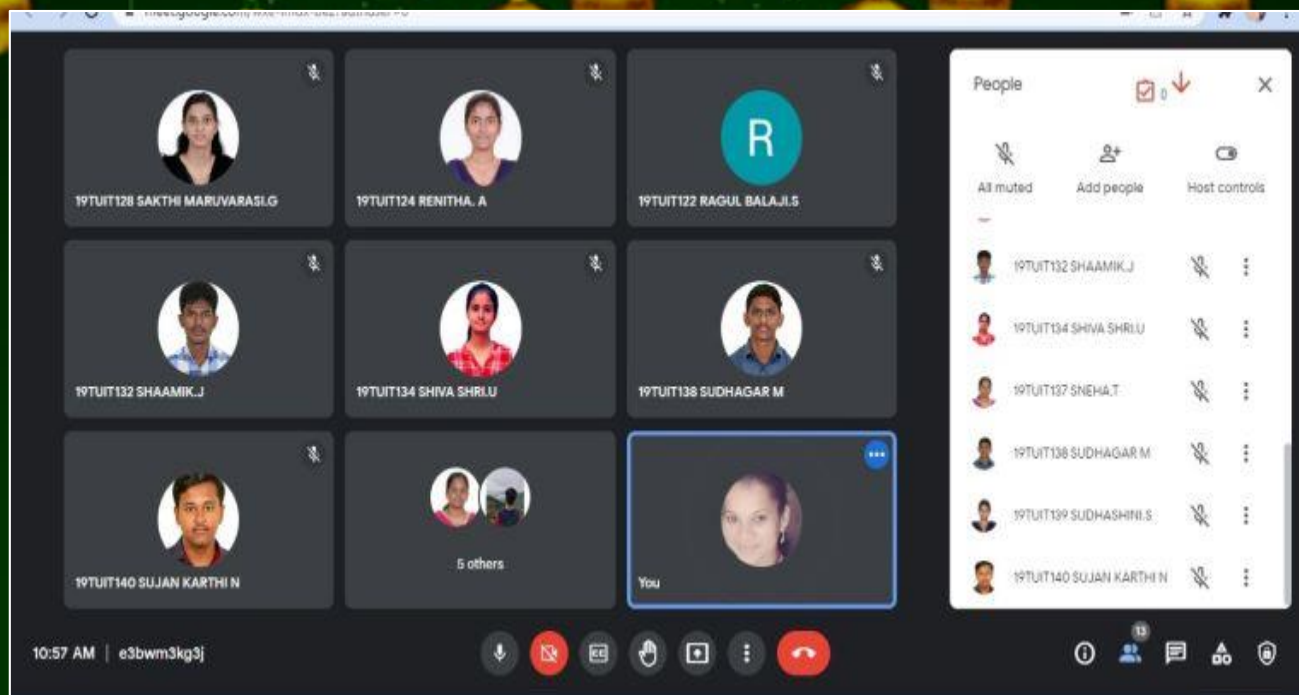 19TUIT128 SAKTHI MARUVARASI.G
19TUIT124 RENITHA. A
R
19TUIT122 RAGUL BALAJI.S
19TUIT132 SHAAMIK.J
19TUIT134 SHIVA SHRI.U
19TUIT138 SUDHAGAR M
19TUIT140 SUJAN KARTHI N
5 others
You
People
0
All muted
Add people
Host controls
19TUIT132 SHAAMIK.J
19TUIT134 SHIVA SHRI.U
19TUIT137 SNEHA.T
19TUIT138 SUDHAGAR M
19TUIT139 SUDHASHINI.S
19TUIT140 SUJAN KARTHI N
10:57 AM | e3bwm3kg3j
CC
13